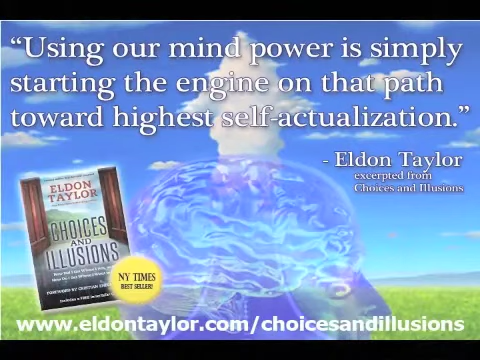 “Using our mind power is simply
starting the engine on that path
toward highest self-actualization.”
- Eldon Taylor
excerpted from
Choices and Illusions
ELDON
TAYLOR
CHOICES
AND
ILLUSIONS
NY TIMES
BEST SELLER!
www.eldontaylor.com/choicesandillusions